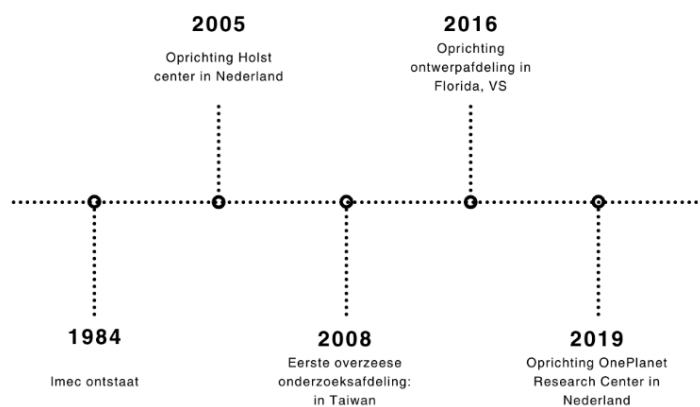 2005
Oprichting Holst
center in Nederland
2016
Oprichting
ontwerpafdeling in
Florida, VS
1984
Imec ontstaat
2008
Eerste overzeese
onderzoeksafdeling:
in Taiwan
2019
Oprichting OnePlanet
Research Center in
Nederland